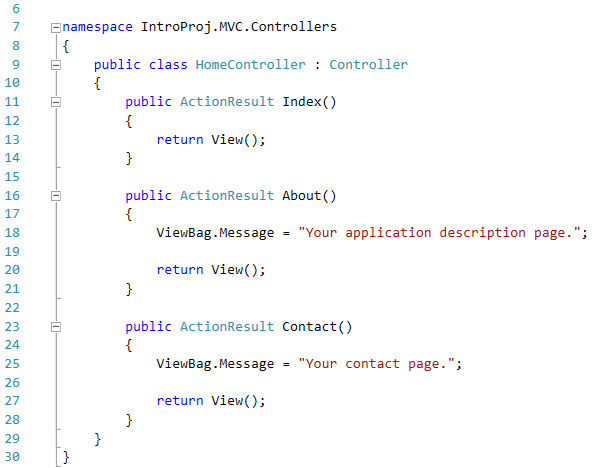 6
7 namespace IntroProj.MVC.Controllers
8 {
9     public class HomeController : Controller
10     {
11         public ActionResult Index()
12         {
13             return View();
14         }
15
16         public ActionResult About()
17         {
18             ViewBag.Message = "Your application description page.";
19
20             return View();
21         }
22
23         public ActionResult Contact()
24         {
25             ViewBag.Message = "Your contact page.";
26
27             return View();
28         }
29     }
30 }